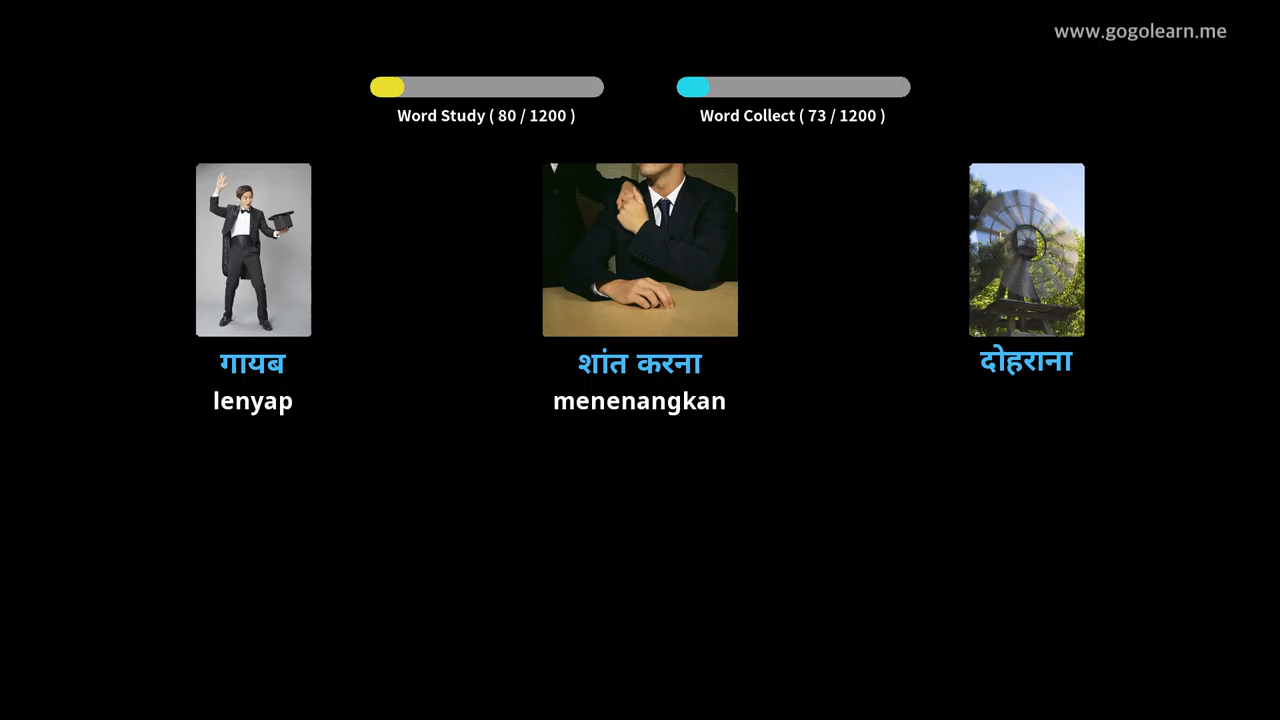 www.gogolearn.me
Word Study ( 80 / 1200 )
Word Collect ( 73 / 1200 )
गायब
lenyap
शांत करना
menenangkan
दोहराना